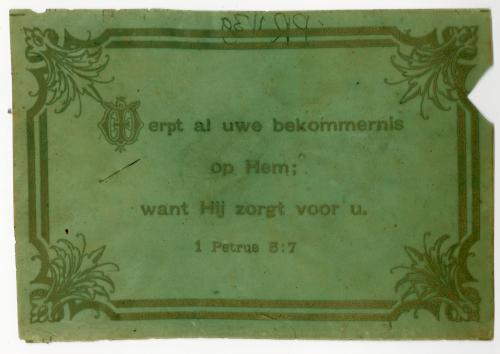 Werpt al uwe bekommernis
op Hem;
want Hij zorgt voor u.
1 Petrus 5:7